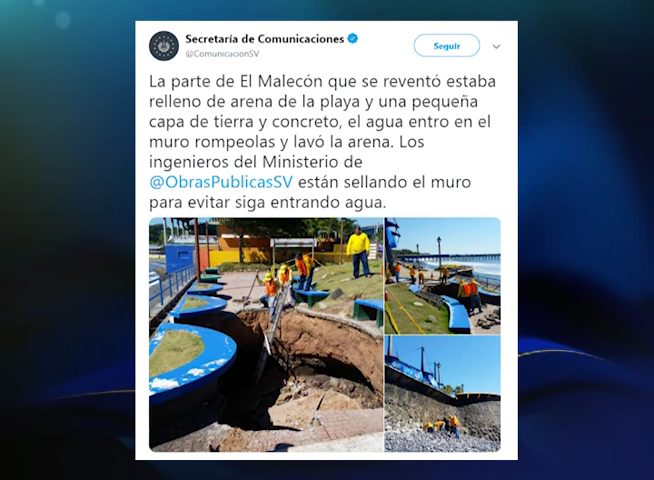 Secretaría de Comunicaciones
@ComunicacionSV
Seguir
La parte de El Malecón que se reventó estaba
relleno de arena de la playa y una pequeña
capa de tierra y concreto, el agua entro en el
muro rompeolas y lavó la arena. Los
ingenieros del Ministerio de
@ObrasPublicasSV están sellando el muro
para evitar siga entrando agua.